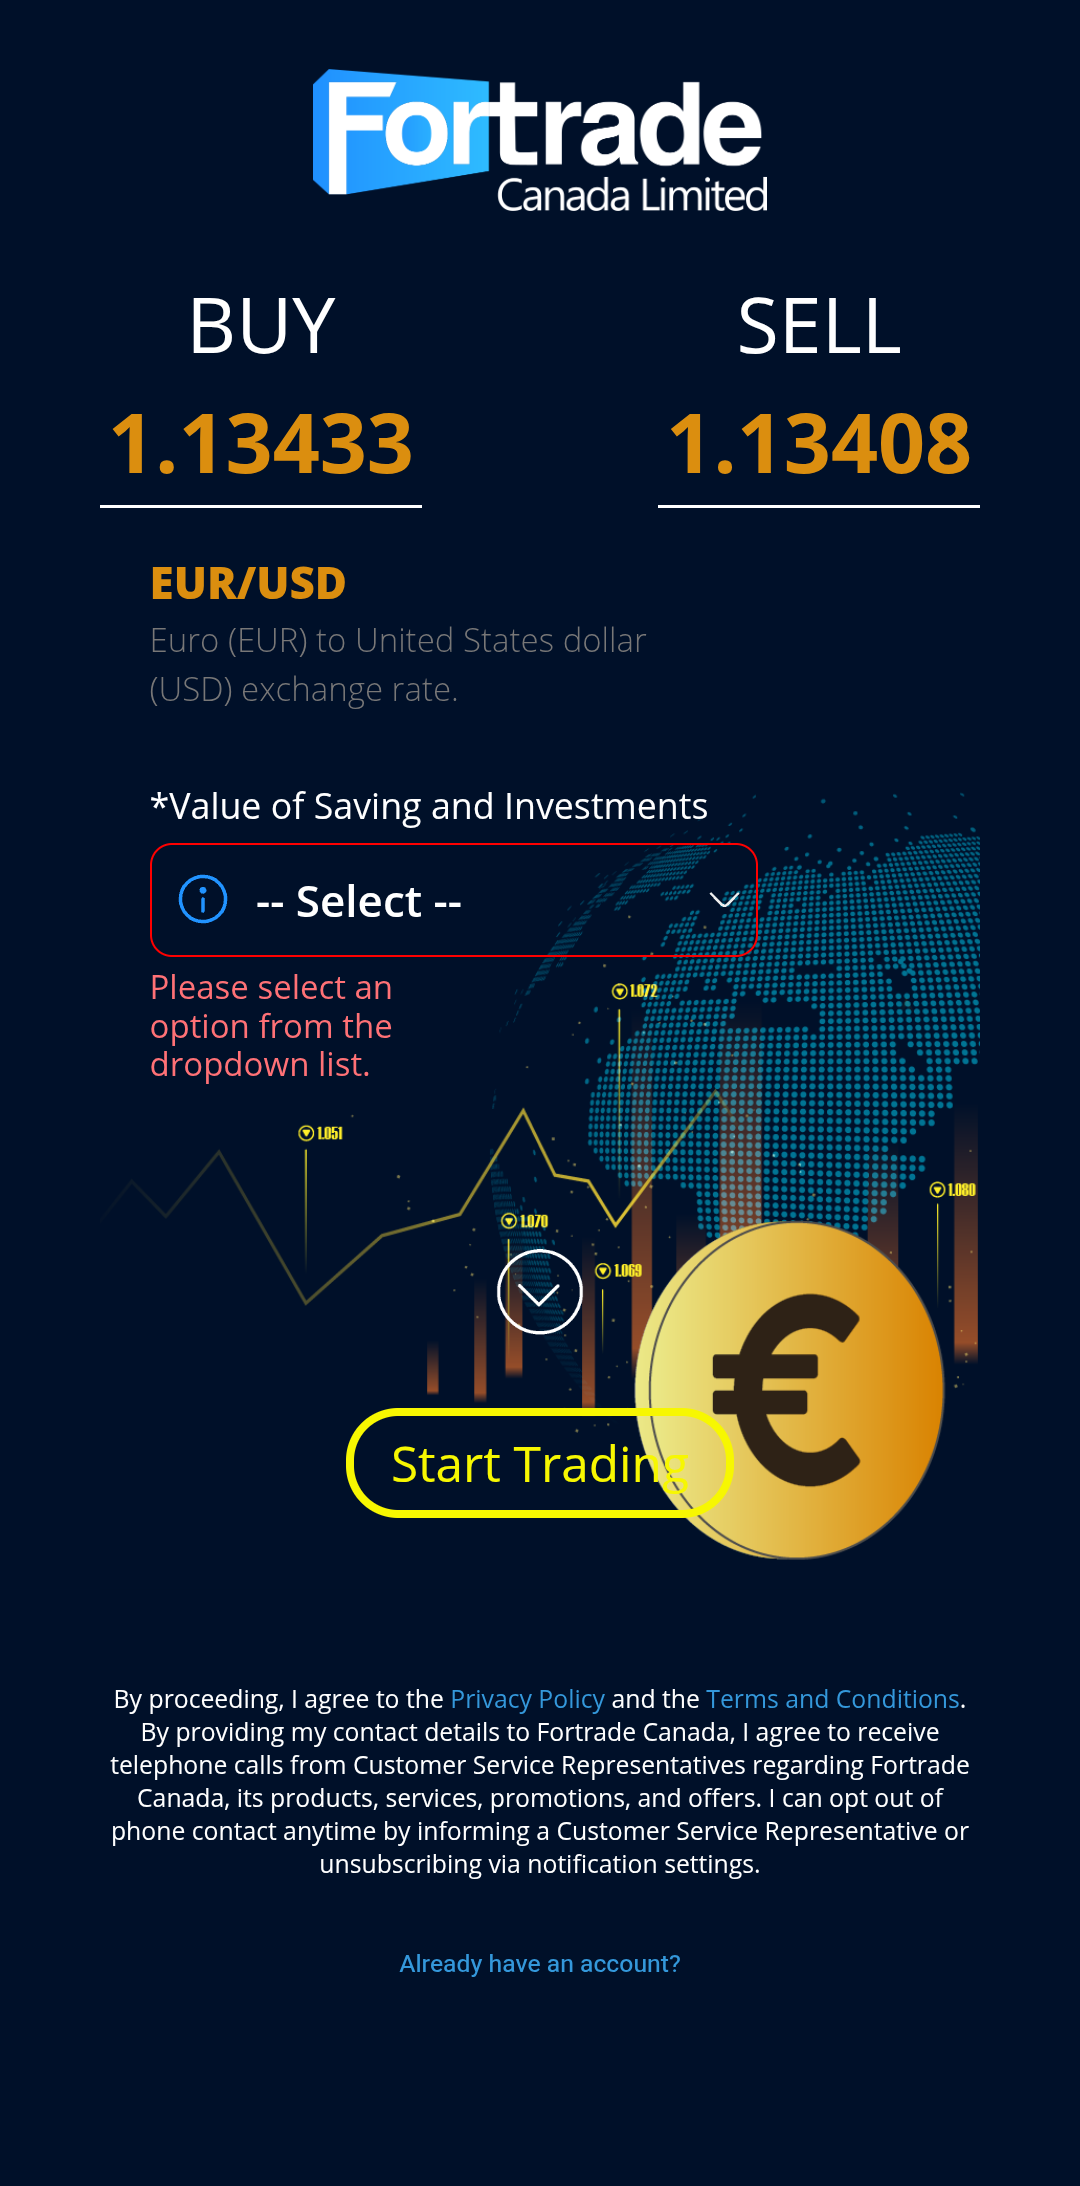 Fortrade
Canada Limited
BUY
SELL
1.13433
1.13408
EUR/USD
Euro (EUR) to United States dollar
(USD) exchange rate.
*Value of Saving and Investments
-- Select --
Please select an
option from the
dropdown list.
1.072
1.051
1.080
1.070
1.069
€
Start Trading
By proceeding, I agree to the Privacy Policy and the Terms and Conditions.
By providing my contact details to Fortrade Canada, I agree to receive
telephone calls from Customer Service Representatives regarding Fortrade
Canada, its products, services, promotions, and offers. I can opt out of
phone contact anytime by informing a Customer Service Representative or
unsubscribing via notification settings.
Already have an account?